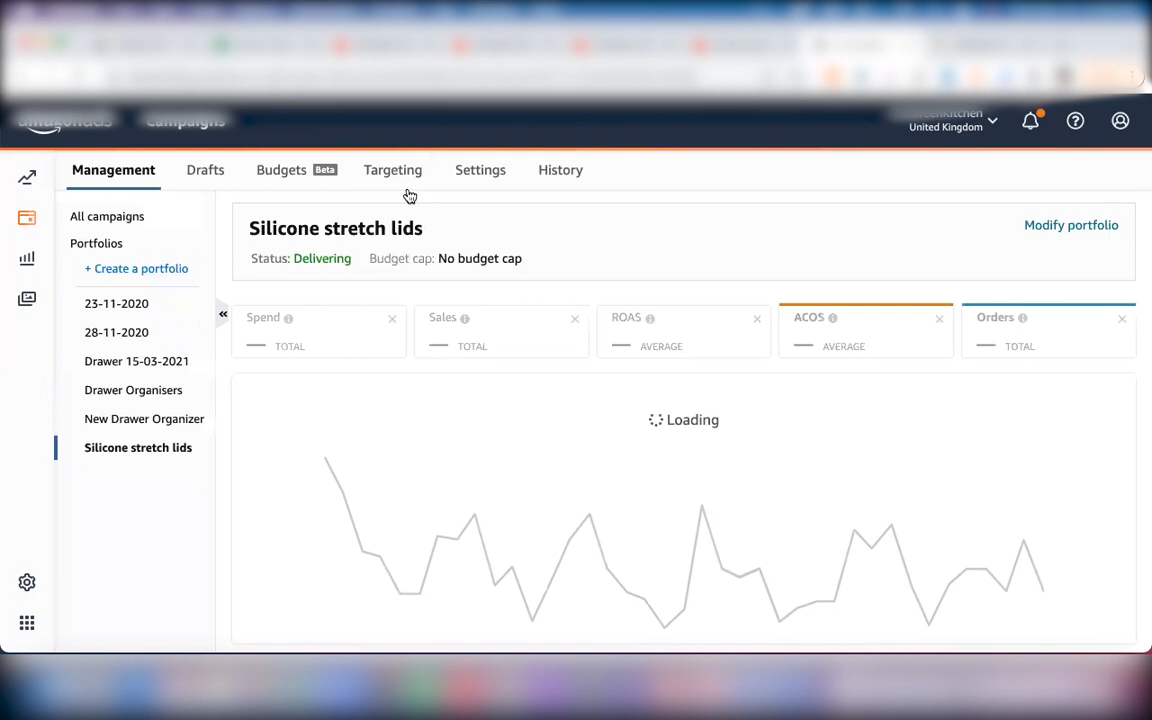 Campaigns
United Kingdom
Management
Drafts
Budgets Beta
Targeting
Settings
History
All campaigns
Portfolios
+ Create a portfolio
23-11-2020
28-11-2020
Drawer 15-03-2021
Drawer Organisers
New Drawer Organizer
Silicone stretch lids
Silicone stretch lids
Modify portfolio
Status: Delivering Budget cap: No budget cap
«
Spend
TOTAL
Sales
TOTAL
ROAS
AVERAGE
ACOS
AVERAGE
Orders
TOTAL
Loading